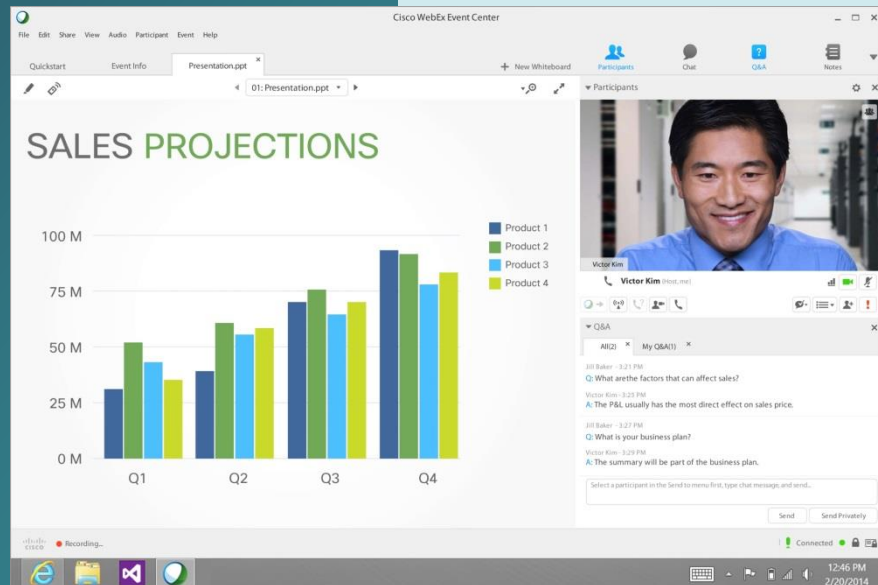 Cisco WebEx Event Center
File Edit Share View Audio Participant Event Help
Quickstart Event Info Presentation.ppt × + New Whiteboard
Participants Chat Q&A Notes
01: Presentation.ppt
SALES PROJECTIONS
100 M
75 M
50 M
25 M
0 M
Q1 Q2 Q3 Q4
Product 1
Product 2
Product 3
Product 4
Participants
Victor Kim
Victor Kim (Host, me)
Q&A
All(2) × My Q&A(1) ×
Jill Baker - 3:21 PM
Q: What arethe factors that can affect sales?
Victor Kim - 3:25 PM
A: The P&L usually has the most direct effect on sales price.
Jill Baker - 3:27 PM
Q: What is your business plan?
Victor Kim - 3:29 PM
A: The summary will be part of the business plan.
Select a participant in the Send to menu first, type chat message, and send...
Send Send Privately
cisco Recording...
Connected
12:46 PM
2/20/2014